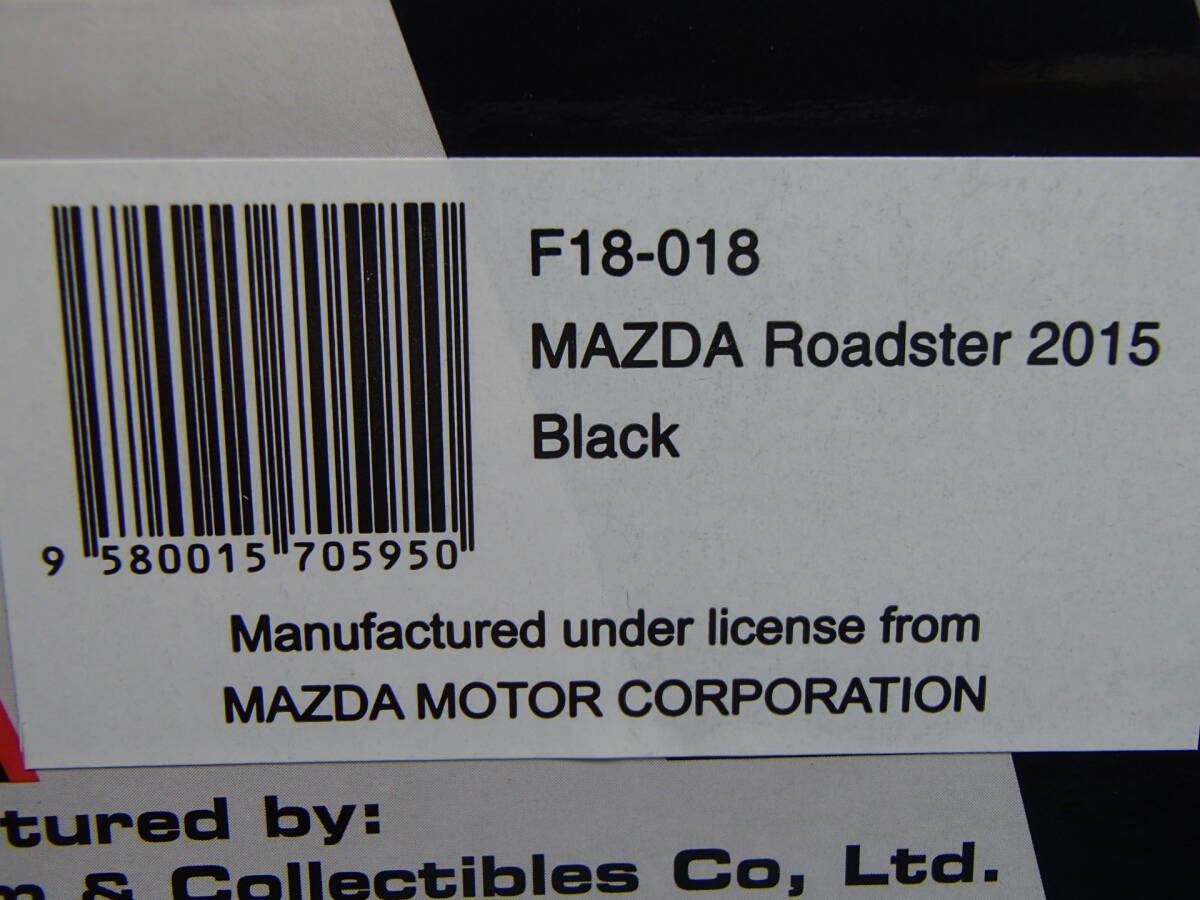 F18-018
MAZDA Roadster 2015
Black
9 580015 705950
Manufactured under license from
MAZDA MOTOR CORPORATION
tured by:
& Collectibles Co, Ltd.